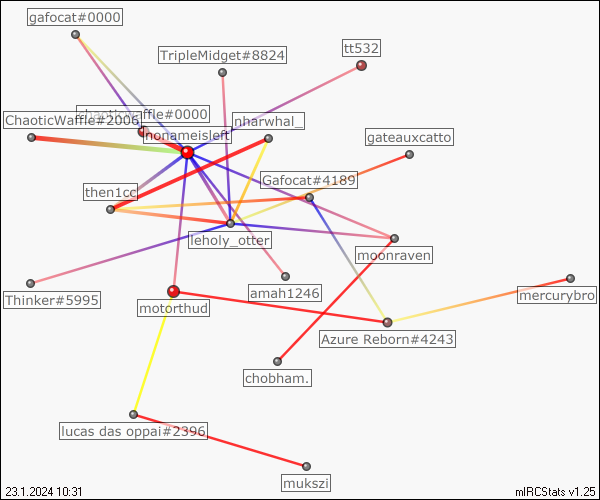 gafocat#0000
tt532
TripleMidget#8824
chaoticwaffle#0000
ChaoticWaffle#2006
nharwhal_
nonameisleft
gateauxcatto
Gafocat#4189
then1cc
leholy_otter
moonraven
Thinker#5995
amah1246
mercurybro
motorthud
Azure Reborn#4243
chobham.
lucas das oppai#2396
mukszi
23.1.2024 10:31
mIRCStats v1.25